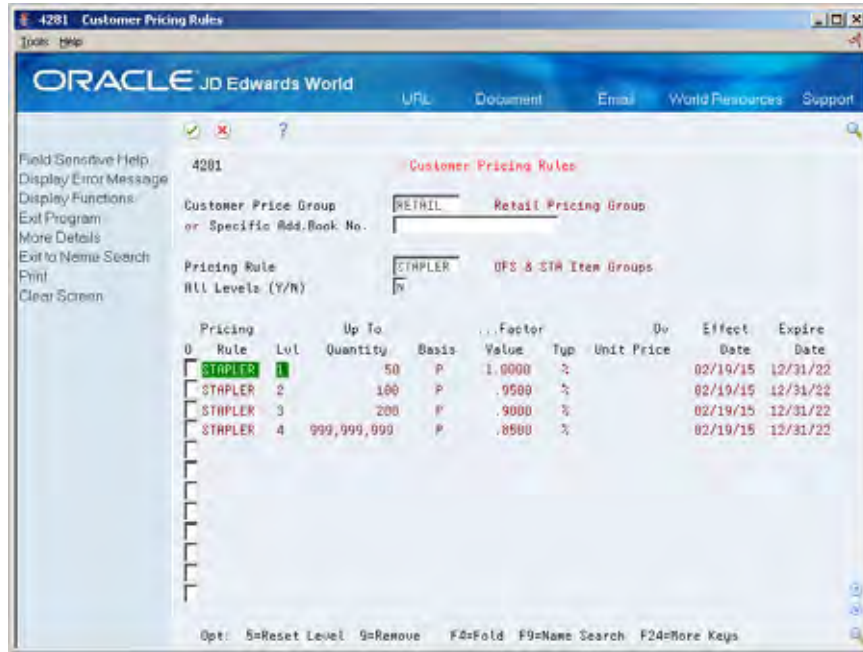 4281 Customer Pricing Rules
Tools Help
ORACLE JD Edwards World
URL Document Email World Resources Support
?
Field Sensitive Help
Display Error Message
Display Functions
Exit Program
More Details
Exit to Name Search
Print
Clear Screen
4281 Customer Pricing Rules
Customer Price Group RETAIL Retail Pricing Group
or Specific Add.Book No.
Pricing Rule STAPLER OFS & STA Item Groups
All Levels (Y/N) N
Pricing Up To ...Factor Ov Effect Expire
O Rule Lvl Quantity Basis Value Typ Unit Price Date Date
STAPLER 1 50 P 1.0000 % 02/19/15 12/31/22
STAPLER 2 100 P .9500 % 02/19/15 12/31/22
STAPLER 3 200 P .9000 % 02/19/15 12/31/22
STAPLER 4 999,999,999 P .8500 % 02/19/15 12/31/22
Opt: 5=Reset Level 9=Remove F4=Fold F9=Name Search F24=More Keys